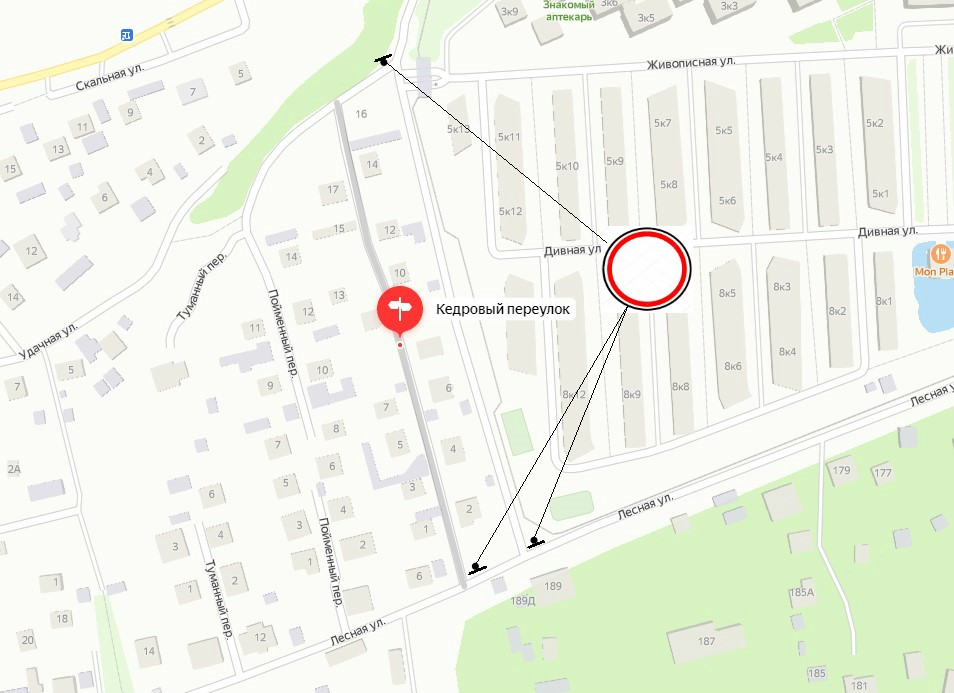 Знакомый
аптекарь
3к9
3к6
3к5
3к3
Живописная ул.
Жи
Скальная ул.
5
7
9
11
13
15
2
4
6
12
14
16
14
17
15
12
10
5к13
5к11
5к10
5к9
5к7
5к8
5к5
5к6
5к4
5к3
5к2
5к1
5к12
Дивная ул
Дивная ул.
Mon Pla
Кедровый переулок
Туманный пер.
Удачная ул.
Пойменный пер.
14
12
13
11
10
9
8
7
7
5
7
6
5
4
3
6
5
4
3
2
1
2
1
6
8к12
8к9
8к8
8к5
8к6
8к3
8к4
8к2
8к1
Лесная ул.
Лесная у
2А
6
4
3
2
1
Туманный пер.
Пойменный пер.
Лесная ул.
1
18
20
14
12
189
189Д
187
185А
185
181
179
177